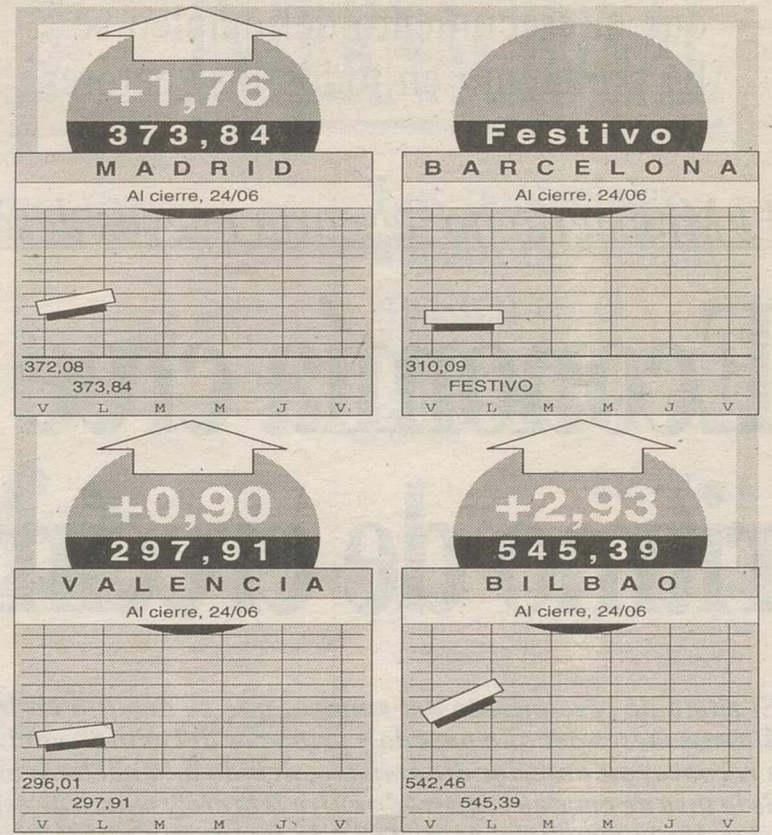 +1,76
373,84
MADRID
Al cierre, 24/06
372,08
373,84
V L M M J V
Festivo
BARCELONA
Al cierre, 24/06
310,09
FESTIVO
V L M M J V
+0,90
297,91
VALENCIA
Al cierre, 24/06
296,01
297,91
V L M M J V
+2,93
545,39
BILBAO
Al cierre, 24/06
542,46
545,39
V L M M J V